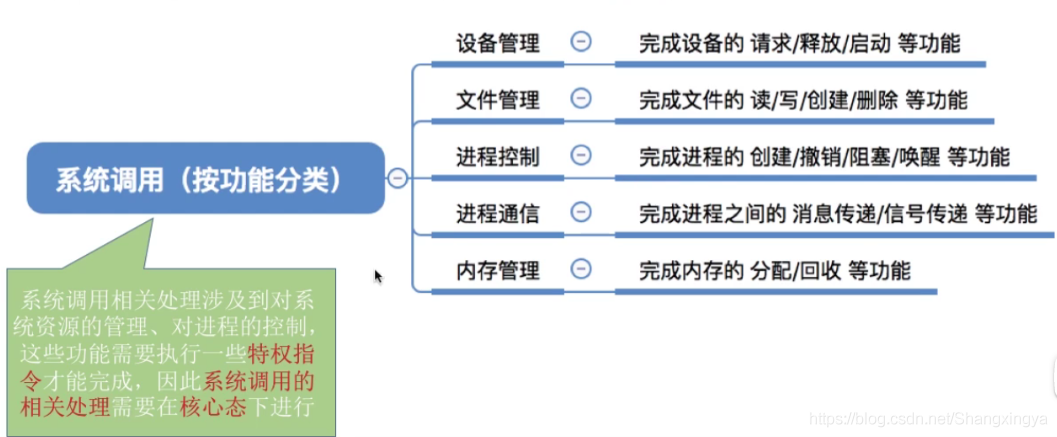 设备管理 完成设备的 请求/释放/启动 等功能
文件管理 完成文件的 读/写/创建/删除 等功能
系统调用（按功能分类）
进程控制 完成进程的 创建/撤销/阻塞/唤醒 等功能
进程通信 完成进程之间的 消息传递/信号传递 等功能
内存管理 完成内存的 分配/回收 等功能
系统调用相关处理涉及到对系
统资源的管理、对进程的控制，
这些功能需要执行一些特权指
令才能完成，因此系统调用的
相关处理需要在核心态下进行
https://blog.csdn.net/Shangxingya